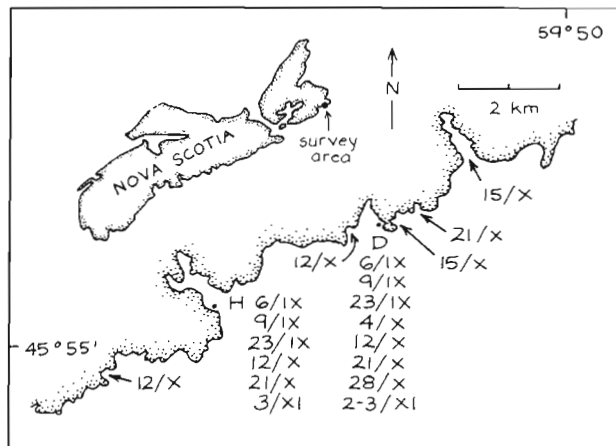 59°50
N
2 km
NOVA SCOTIA
survey
area
15/X
21/X
15/X
12/X
D
6/IX
9/IX
23/IX
4/X
12/X
21/X
28/X
2-3/XI
H
6/IX
9/IX
23/IX
12/X
21/X
3/XI
45°55'
12/X